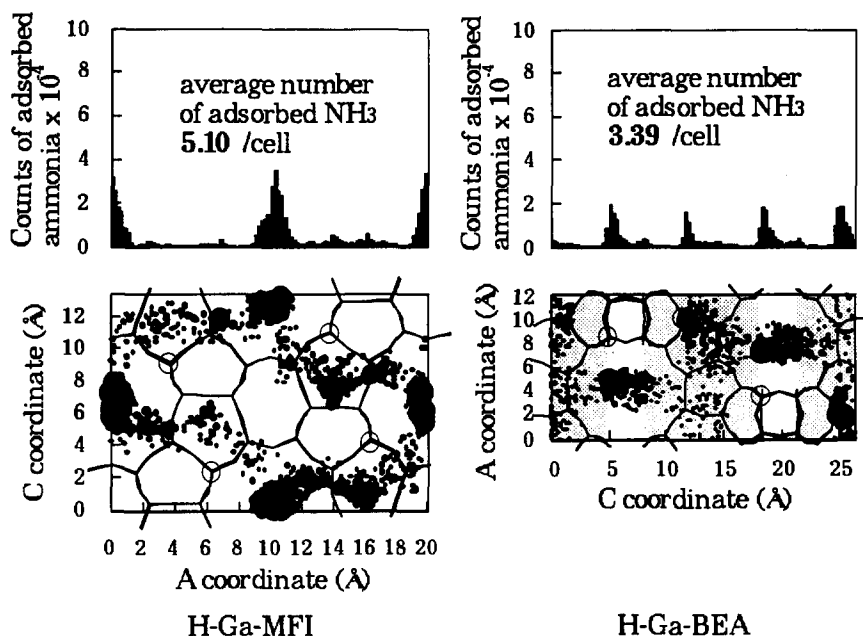 10
8
6
4
2
0
Counts of adsorbed
ammonia x 10-4
average number
of adsorbed NH3
5.10 /cell
10
8
6
4
2
0
Counts of adsorbed
ammonia x 10-4
average number
of adsorbed NH3
3.39 /cell
12
10
8
6
4
2
0
C coordinate (Å)
0 2 4 6 8 10 12 14 16 18 20
A coordinate (Å)
H-Ga-MFI
12
10
8
6
4
2
0
A coordinate (Å)
0 5 10 15 20 25
C coordinate (Å)
H-Ga-BEA